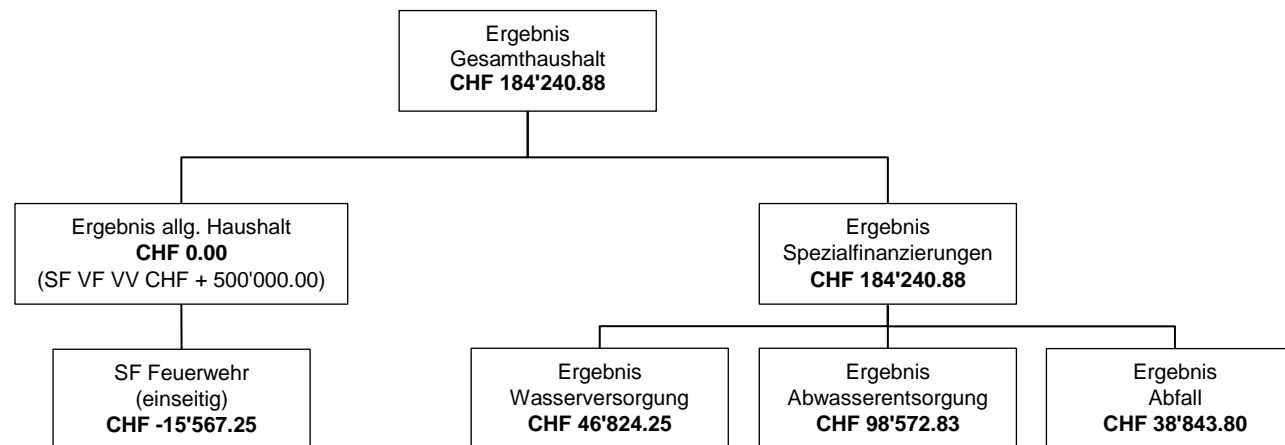 Ergebnis
Gesamthaushalt
CHF 184'240.88
Ergebnis allg. Haushalt
CHF 0.00
(SF VF VV CHF + 500'000.00)
Ergebnis
Spezialfinanzierungen
CHF 184'240.88
SF Feuerwehr
(einseitig)
CHF -15'567.25
Ergebnis
Wasserversorgung
CHF 46'824.25
Ergebnis
Abwasserentsorgung
CHF 98'572.83
Ergebnis
Abfall
CHF 38'843.80